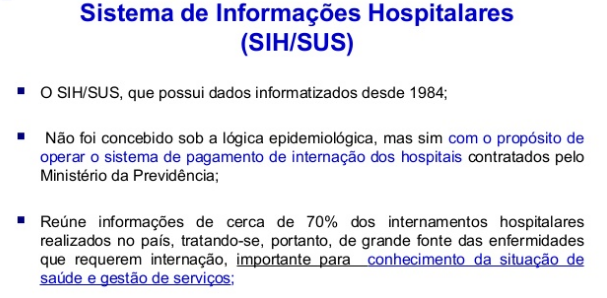 Sistema de Informações Hospitalares
(SIH/SUS)
O SIH/SUS, que possui dados informatizados desde 1984;
Não foi concebido sob a lógica epidemiológica, mas sim com o propósito de
operar o sistema de pagamento de internação dos hospitais contratados pelo
Ministério da Previdência;
Reúne informações de cerca de 70% dos internamentos hospitalares
realizados no país, tratando-se, portanto, de grande fonte das enfermidades
que requerem internação, importante para conhecimento da situação de
saúde e gestão de serviços;